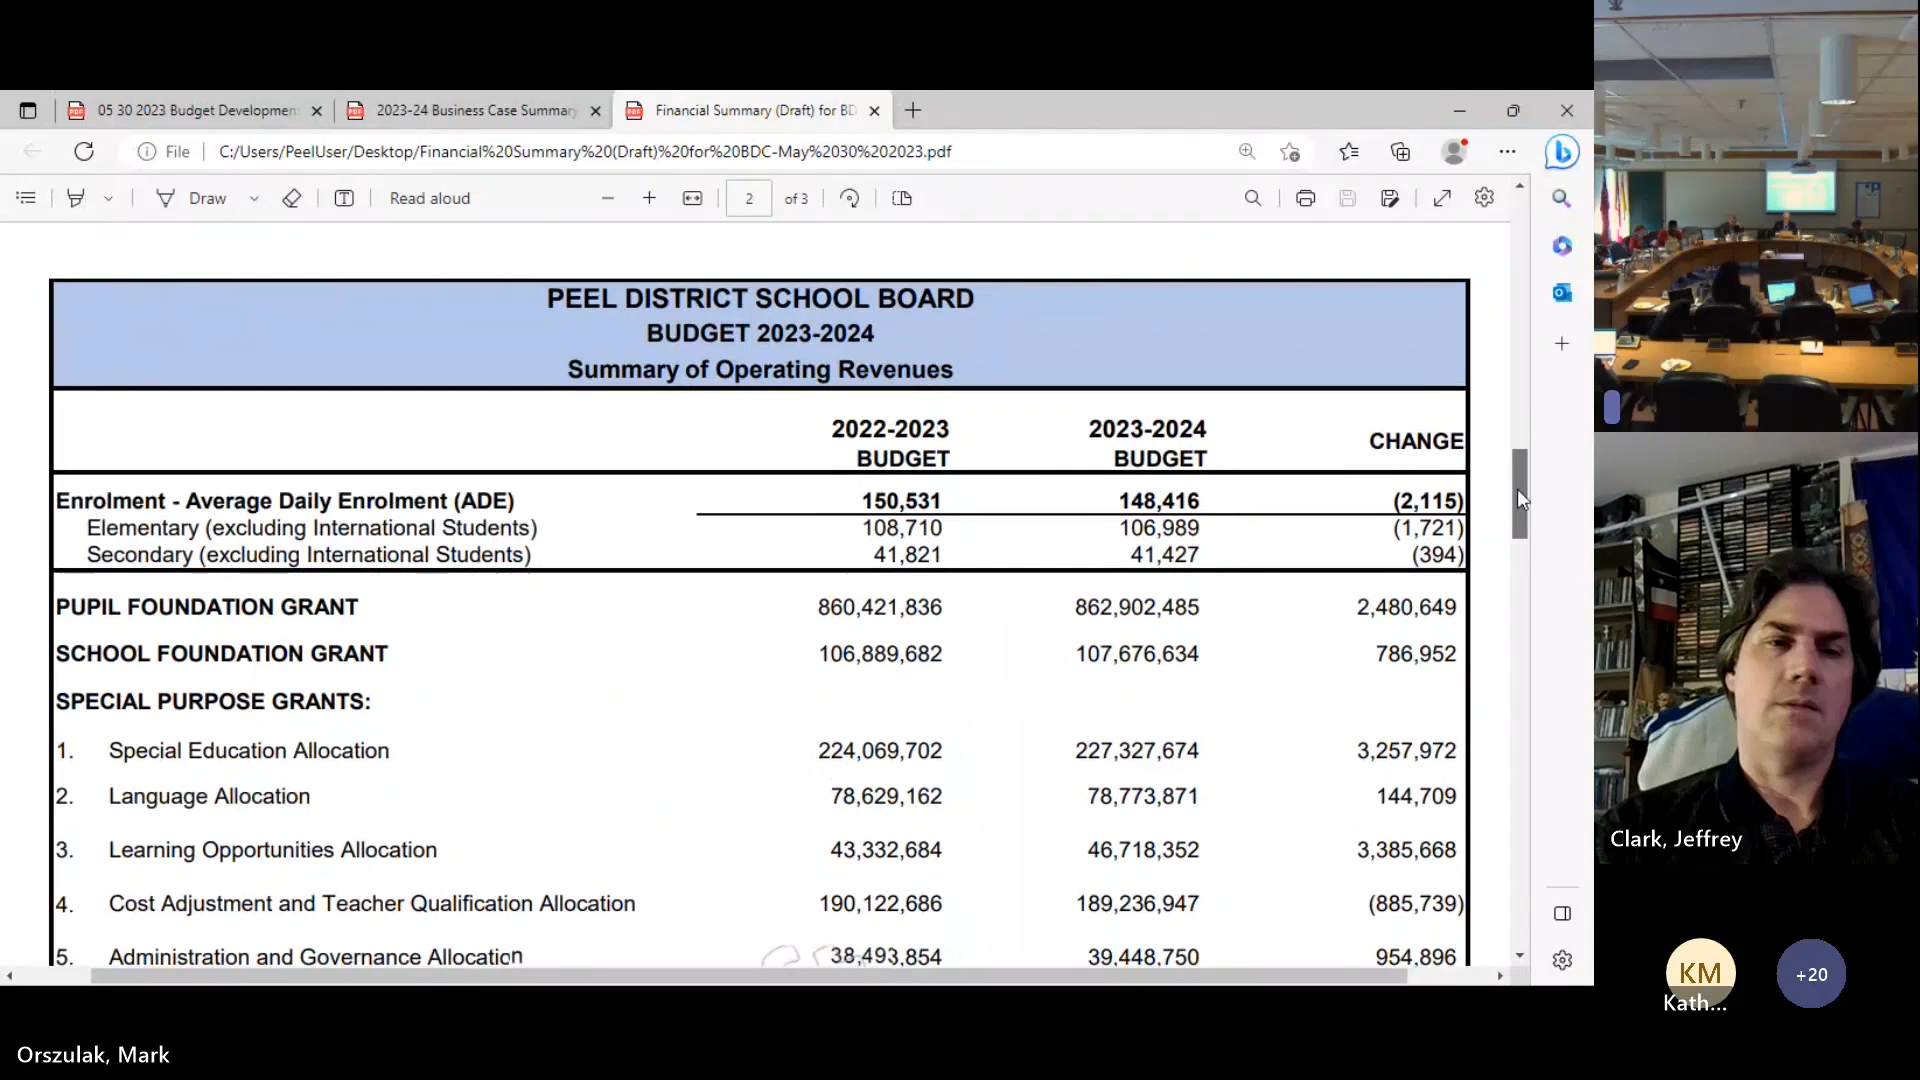 05 30 2023 Budget Developmen
2023-24 Business Case Summary
Financial Summary (Draft) for BD
File
C:/Users/PeelUser/Desktop/Financial%20Summary%20(Draft)%20for%20BDC-May%2030%202023.pdf
Draw
Read aloud
2 of 3
PEEL DISTRICT SCHOOL BOARD
BUDGET 2023-2024
Summary of Operating Revenues
2022-2023 BUDGET 2023-2024 BUDGET CHANGE
Enrolment - Average Daily Enrolment (ADE) 150,531 148,416 (2,115)
Elementary (excluding International Students) 108,710 106,989 (1,721)
Secondary (excluding International Students) 41,821 41,427 (394)
PUPIL FOUNDATION GRANT 860,421,836 862,902,485 2,480,649
SCHOOL FOUNDATION GRANT 106,889,682 107,676,634 786,952
SPECIAL PURPOSE GRANTS:
1. Special Education Allocation 224,069,702 227,327,674 3,257,972
2. Language Allocation 78,629,162 78,773,871 144,709
3. Learning Opportunities Allocation 43,332,684 46,718,352 3,385,668
4. Cost Adjustment and Teacher Qualification Allocation 190,122,686 189,236,947 (885,739)
5. Administration and Governance Allocation 38,493,854 39,448,750 954,896
Clark, Jeffrey
KM
Kath...
+20
Orszulak, Mark